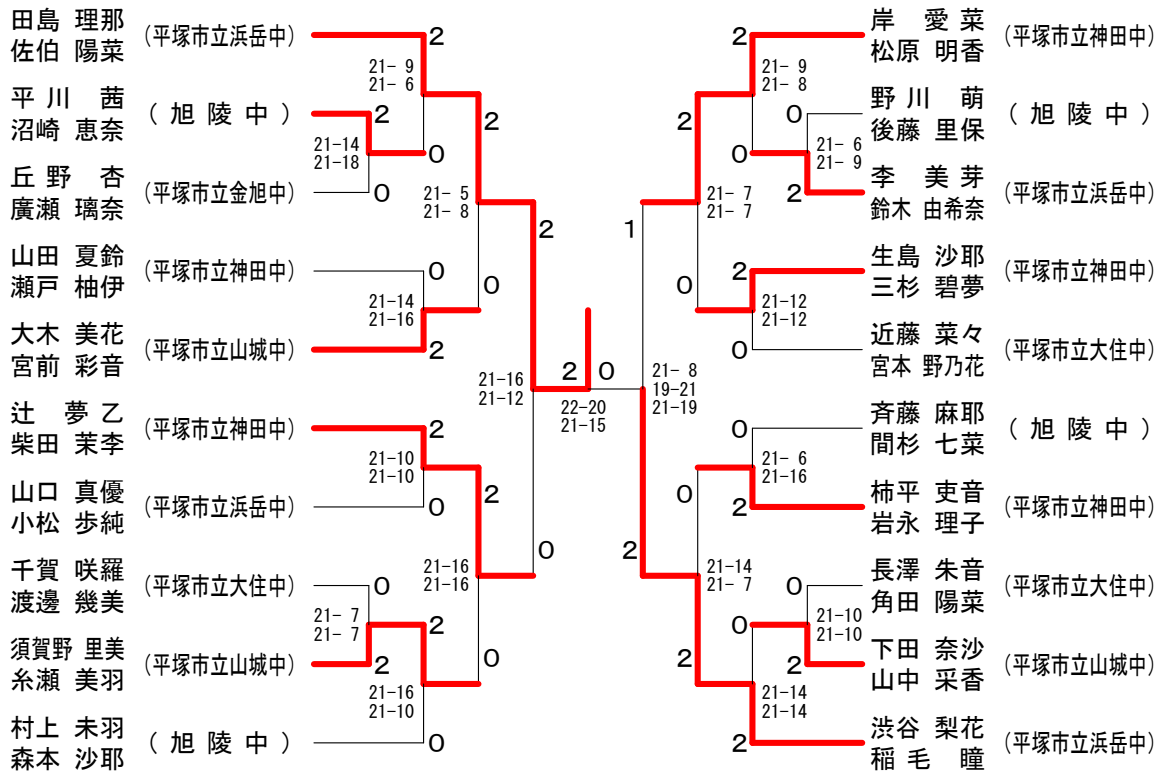 田島 理那
佐伯 陽菜
(平塚市立浜岳中)
2
21- 9
21- 6
平川 茜
沼崎 恵奈
( 旭 陵 中 )
2
0
21-14
21-18
丘野 杏
廣瀬 璃奈
(平塚市立金旭中)
0
2
21- 5
21- 8
山田 夏鈴
瀬戸 柚伊
(平塚市立神田中)
0
21-14
21-16
0
大木 美花
宮前 彩音
(平塚市立山城中)
2
2
21-16
21-12
辻 夢乙
柴田 茉李
(平塚市立神田中)
2
21-10
21-10
山口 真優
小松 歩純
(平塚市立浜岳中)
0
2
21-16
21-16
0
千賀 咲羅
渡邊 幾美
(平塚市立大住中)
0
21- 7
21- 7
須賀野 里美
糸瀬 美羽
(平塚市立山城中)
2
2
0
21-16
21-10
村上 未羽
森本 沙耶
( 旭 陵 中 )
0
2 0
22-20
21-15
岸 愛菜
松原 明香
(平塚市立神田中)
2
21- 9
21- 8
野川 萌
後藤 里保
( 旭 陵 中 )
0
0
21- 6
21- 9
李 美芽
鈴木 由希奈
(平塚市立浜岳中)
2
2
21- 7
21- 7
1
生島 沙耶
三杉 碧夢
(平塚市立神田中)
2
0
21-12
21-12
近藤 菜々
宮本 野乃花
(平塚市立大住中)
0
21- 8
19-21
21-19
斉藤 麻耶
間杉 七菜
( 旭 陵 中 )
0
21- 6
21-16
0
柿平 吏音
岩永 理子
(平塚市立神田中)
2
2
21-14
21- 7
長澤 朱音
角田 陽菜
(平塚市立大住中)
0
21-10
21-10
0
下田 奈沙
山中 采香
(平塚市立山城中)
2
2
21-14
21-14
渋谷 梨花
稲毛 瞳
(平塚市立浜岳中)
2